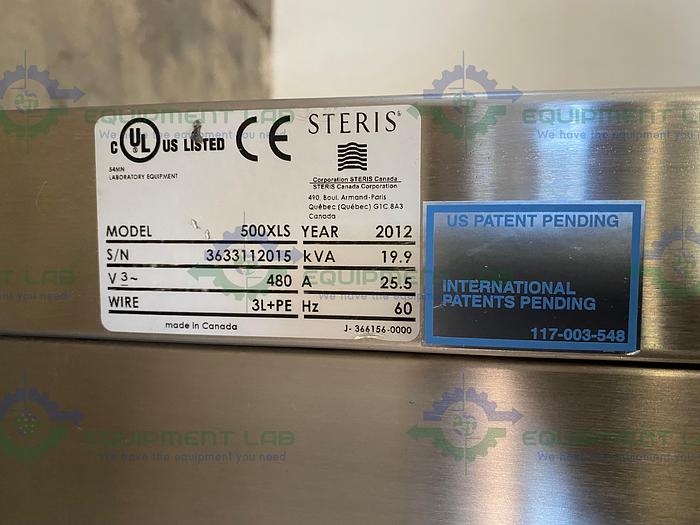 C UL US LISTED CE
54MN
LABORATORY EQUIPMENT
STERIS®
Corporation STERIS Canada
STERIS Canada Corporation
490, Boul. Armand-Paris
Québec (Québec) G1C 8A3
Canada
MODEL 500XLS YEAR 2012
S/N 3633112015 kVA 19.9
V 3~ 480 A 25.5
WIRE 3L+PE Hz 60
made in Canada J- 366156-0000
US PATENT PENDING
INTERNATIONAL
PATENTS PENDING
117-003-548
EQUIPMENT LAB
We have the equipment you need